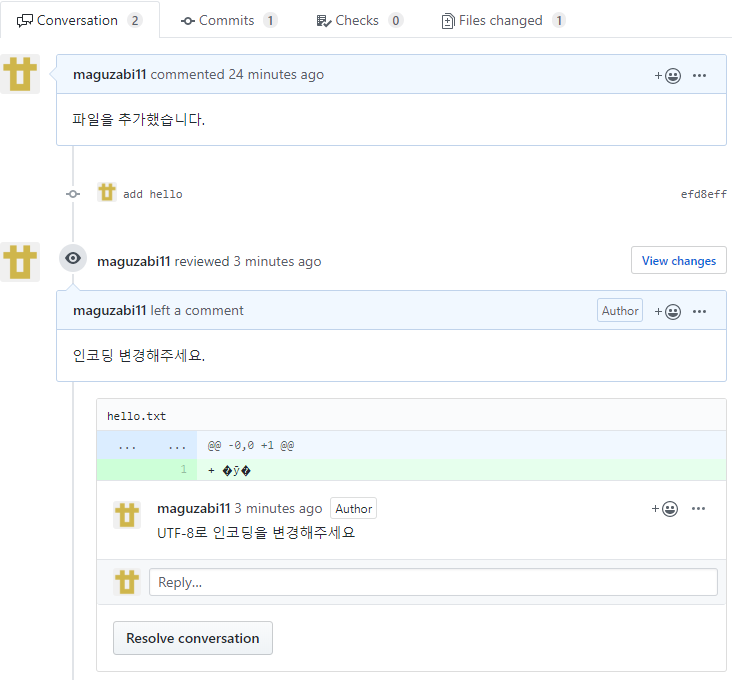 Conversation 2 Commits 1 Checks 0 Files changed 1
maguzabi11 commented 24 minutes ago
파일을 추가했습니다.
add hello efd8eff
maguzabi11 reviewed 3 minutes ago View changes
maguzabi11 left a comment Author
인코딩 변경해주세요.
hello.txt
... ... @@ -0,0 +1 @@
1 + �ȳ�
maguzabi11 3 minutes ago Author
UTF-8로 인코딩을 변경해주세요
Reply...
Resolve conversation